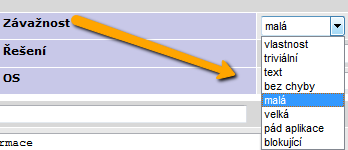 Závažnost malá
Řešení
OS
vlastnost
triviální
text
bez chyby
malá
velká
pád aplikace
blokující
rmace